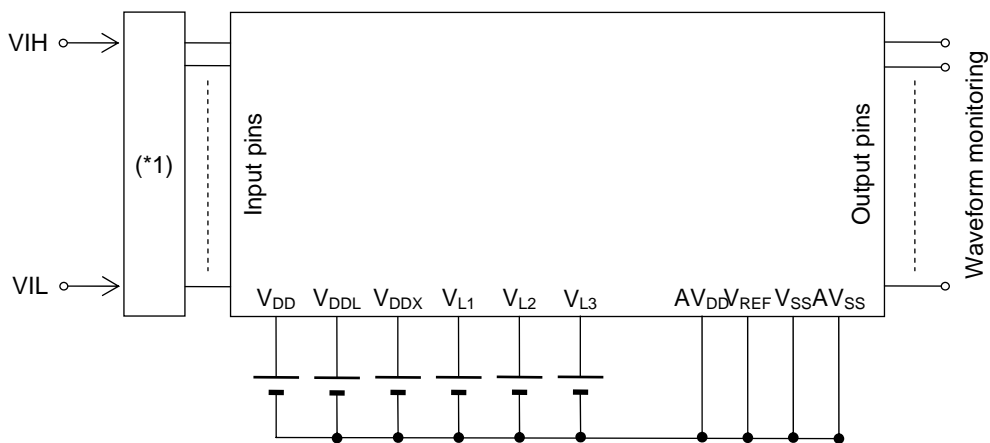 VIH
VIL
(*1)
Input pins
Output pins
Waveform monitoring
VDD VDDL VDDX VL1 VL2 VL3 AVDD VREF VSS AVSS